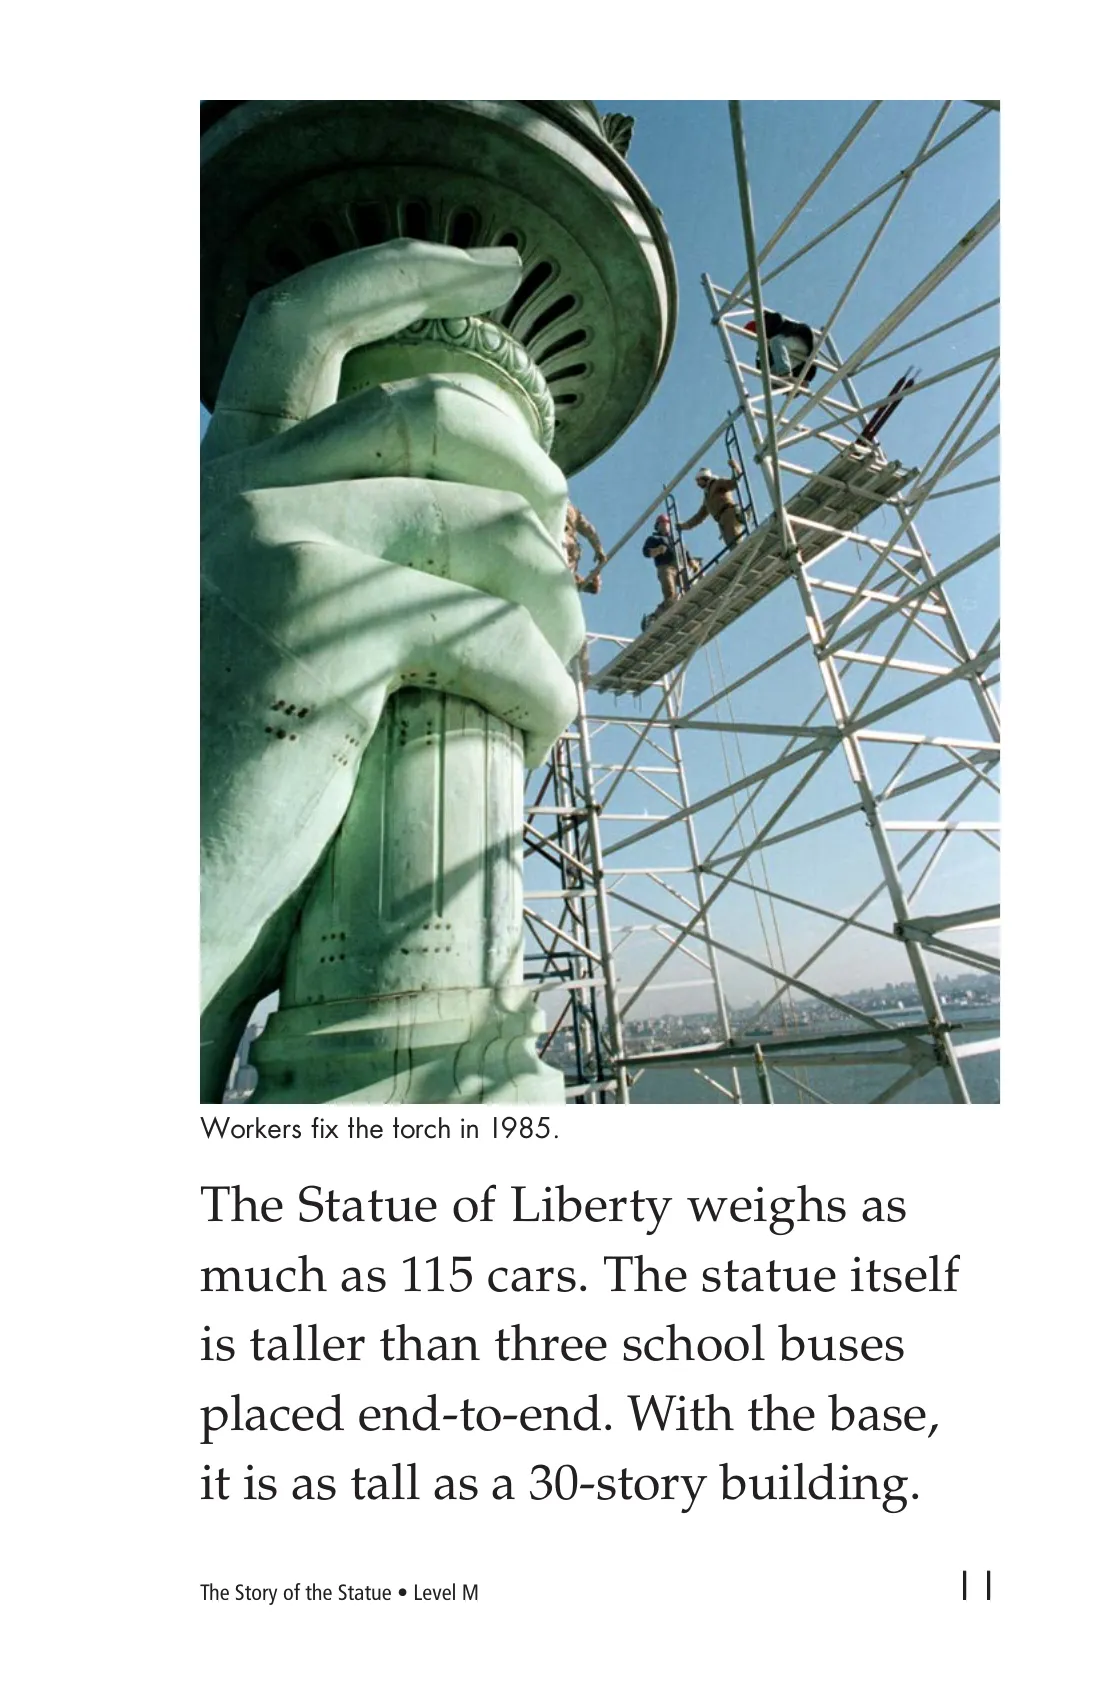 Workers fix the torch in 1985.
The Statue of Liberty weighs as
much as 115 cars. The statue itself
is taller than three school buses
placed end-to-end. With the base,
it is as tall as a 30-story building.
The Story of the Statue • Level M
11